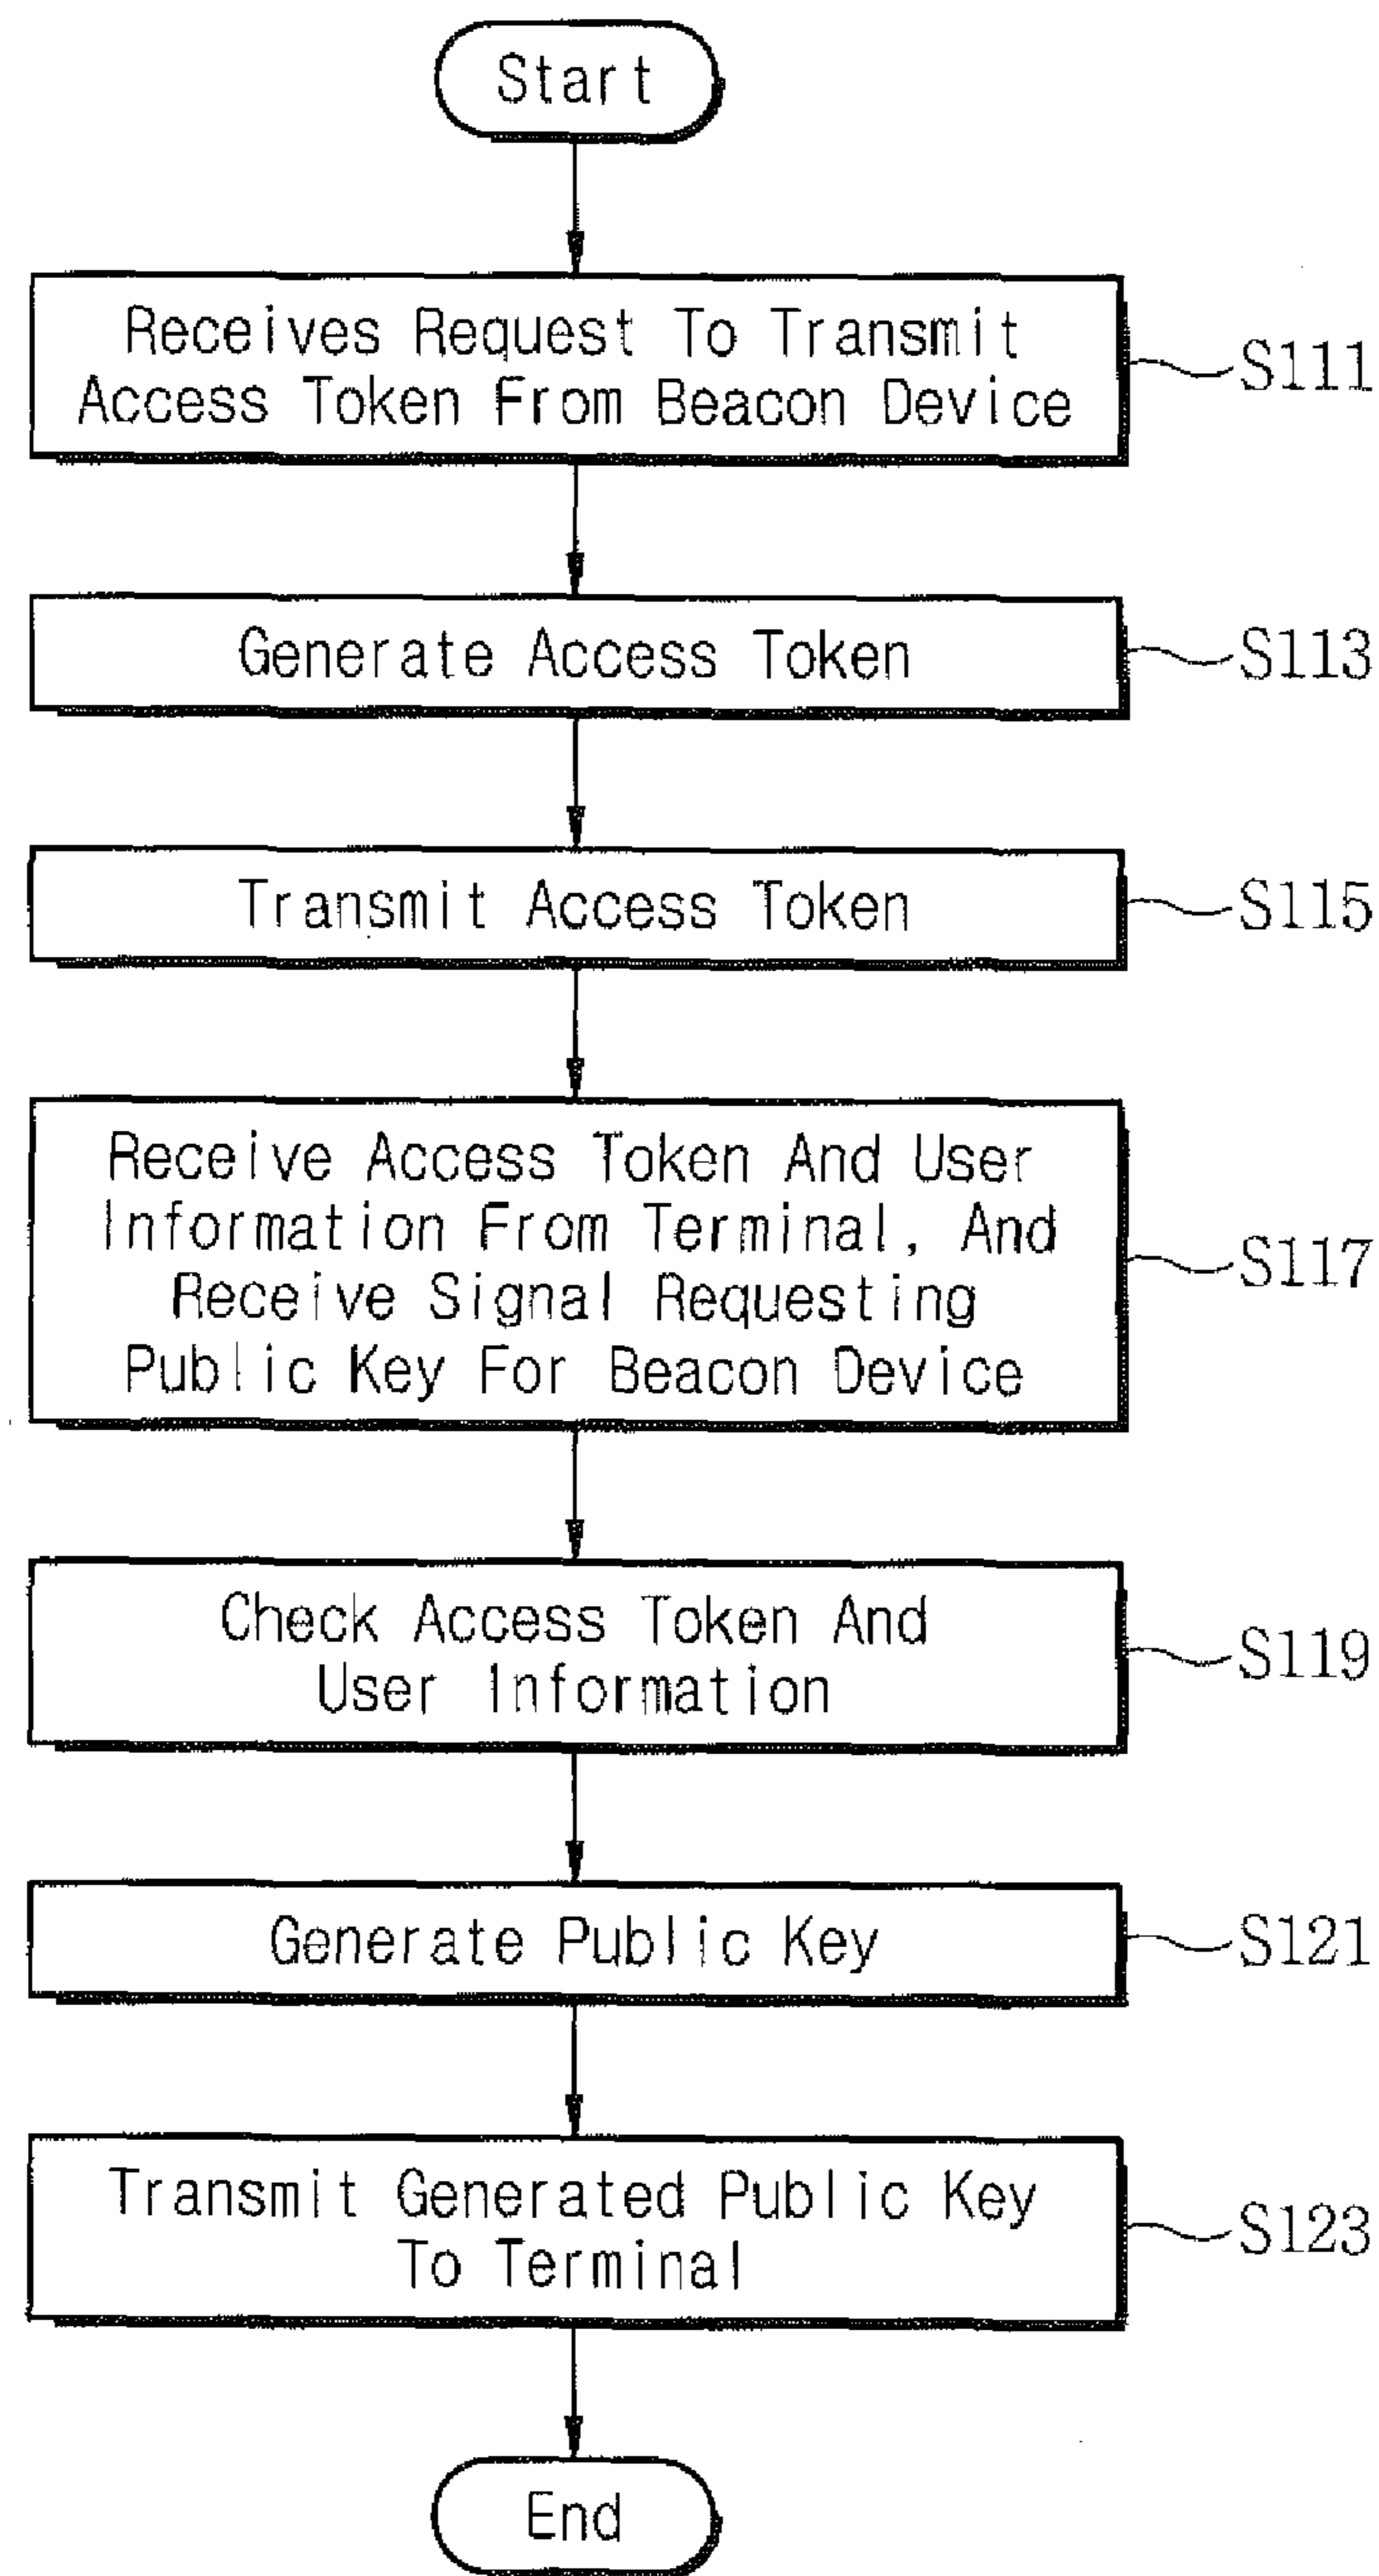 Start
Receives Request To Transmit
Access Token From Beacon Device
S111
Generate Access Token
S113
Transmit Access Token
S115
Receive Access Token And User
Information From Terminal, And
Receive Signal Requesting
Public Key For Beacon Device
S117
Check Access Token And
User Information
S119
Generate Public Key
S121
Transmit Generated Public Key
To Terminal
S123
End